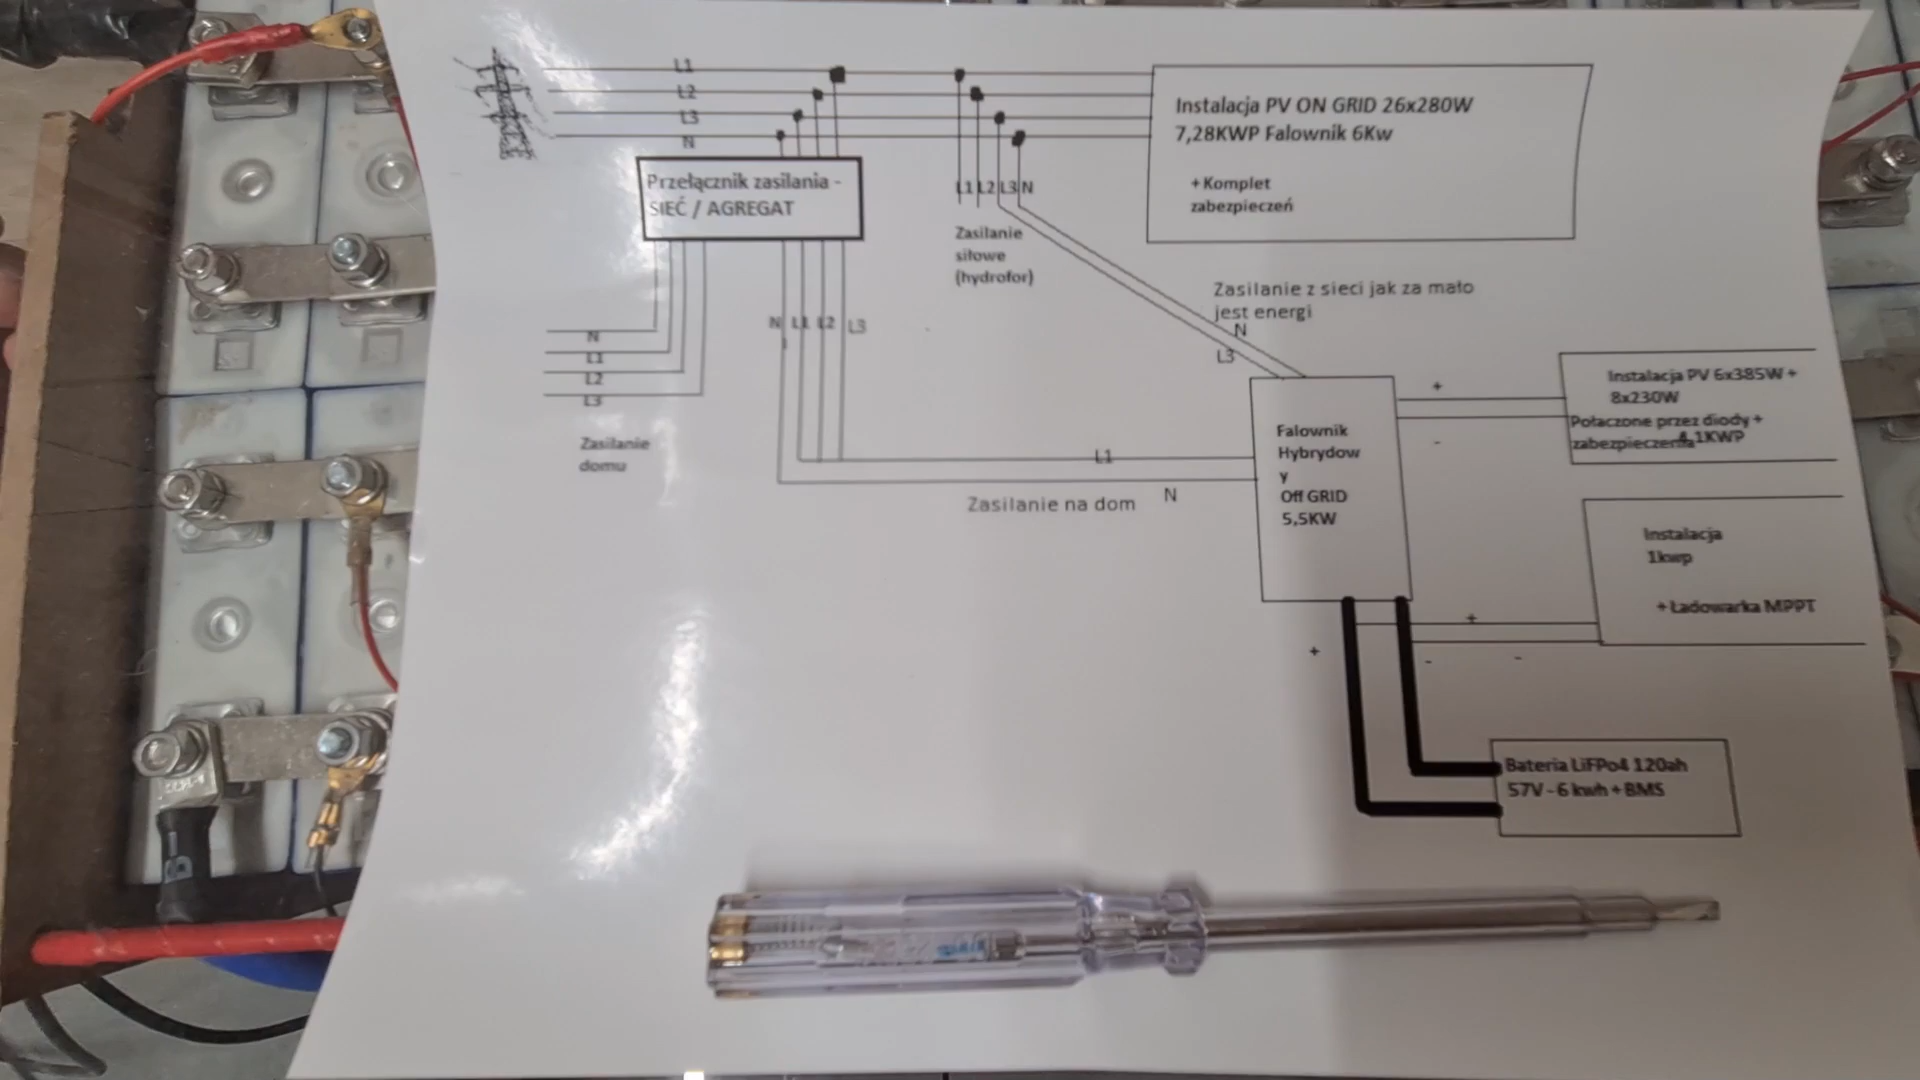 L1
L2
L3
N
Instalacja PV ON GRID 26x280W
7,28KWP Falownik 6Kw
+ Komplet
zabezpieczeń
Przełącznik zasilania -
SIEĆ / AGREGAT
L1 L2 L3 N
Zasilanie
siłowe
(hydrofor)
Zasilanie z sieci jak za mało
jest energi
N
L3
N L1 L2 L3
N
L1
L2
L3
Zasilanie
domu
L1
N
Zasilanie na dom
Falownik
Hybrydow
y
Off GRID
5,5KW
+
-
Instalacja PV 6x385W +
8x230W
Połaczone przez diody +
zabezpieczenia 4,1KWP
Instalacja
1kwp
+ Ładowarka MPPT
+
-
+
-
Bateria LiFPo4 120ah
57V - 6 kwh + BMS